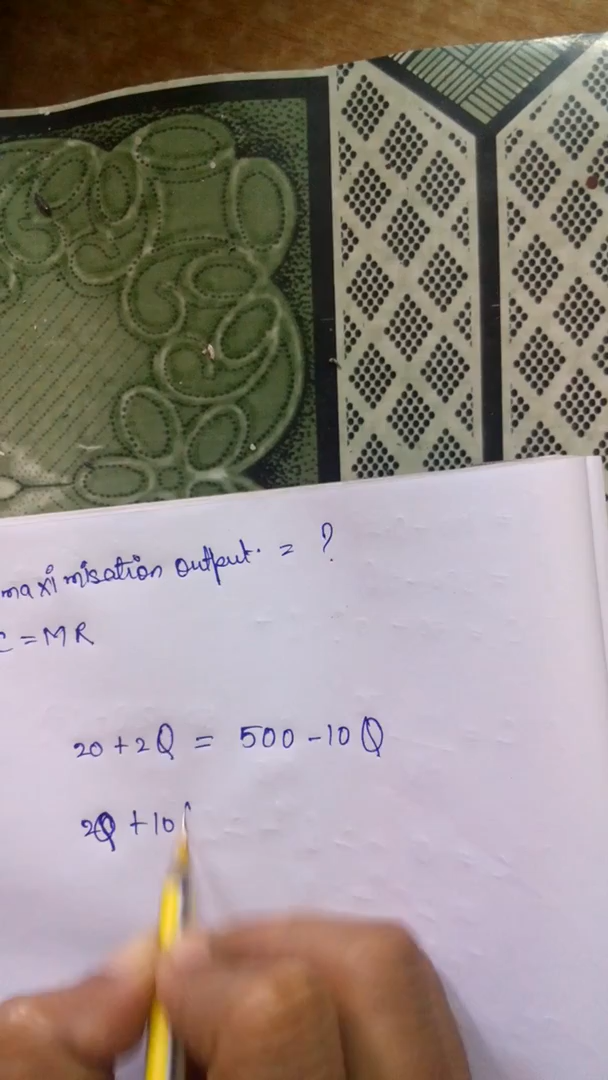 maximisation output. = ?
C = MR
20 + 2Q = 500 - 10Q
2Q + 10